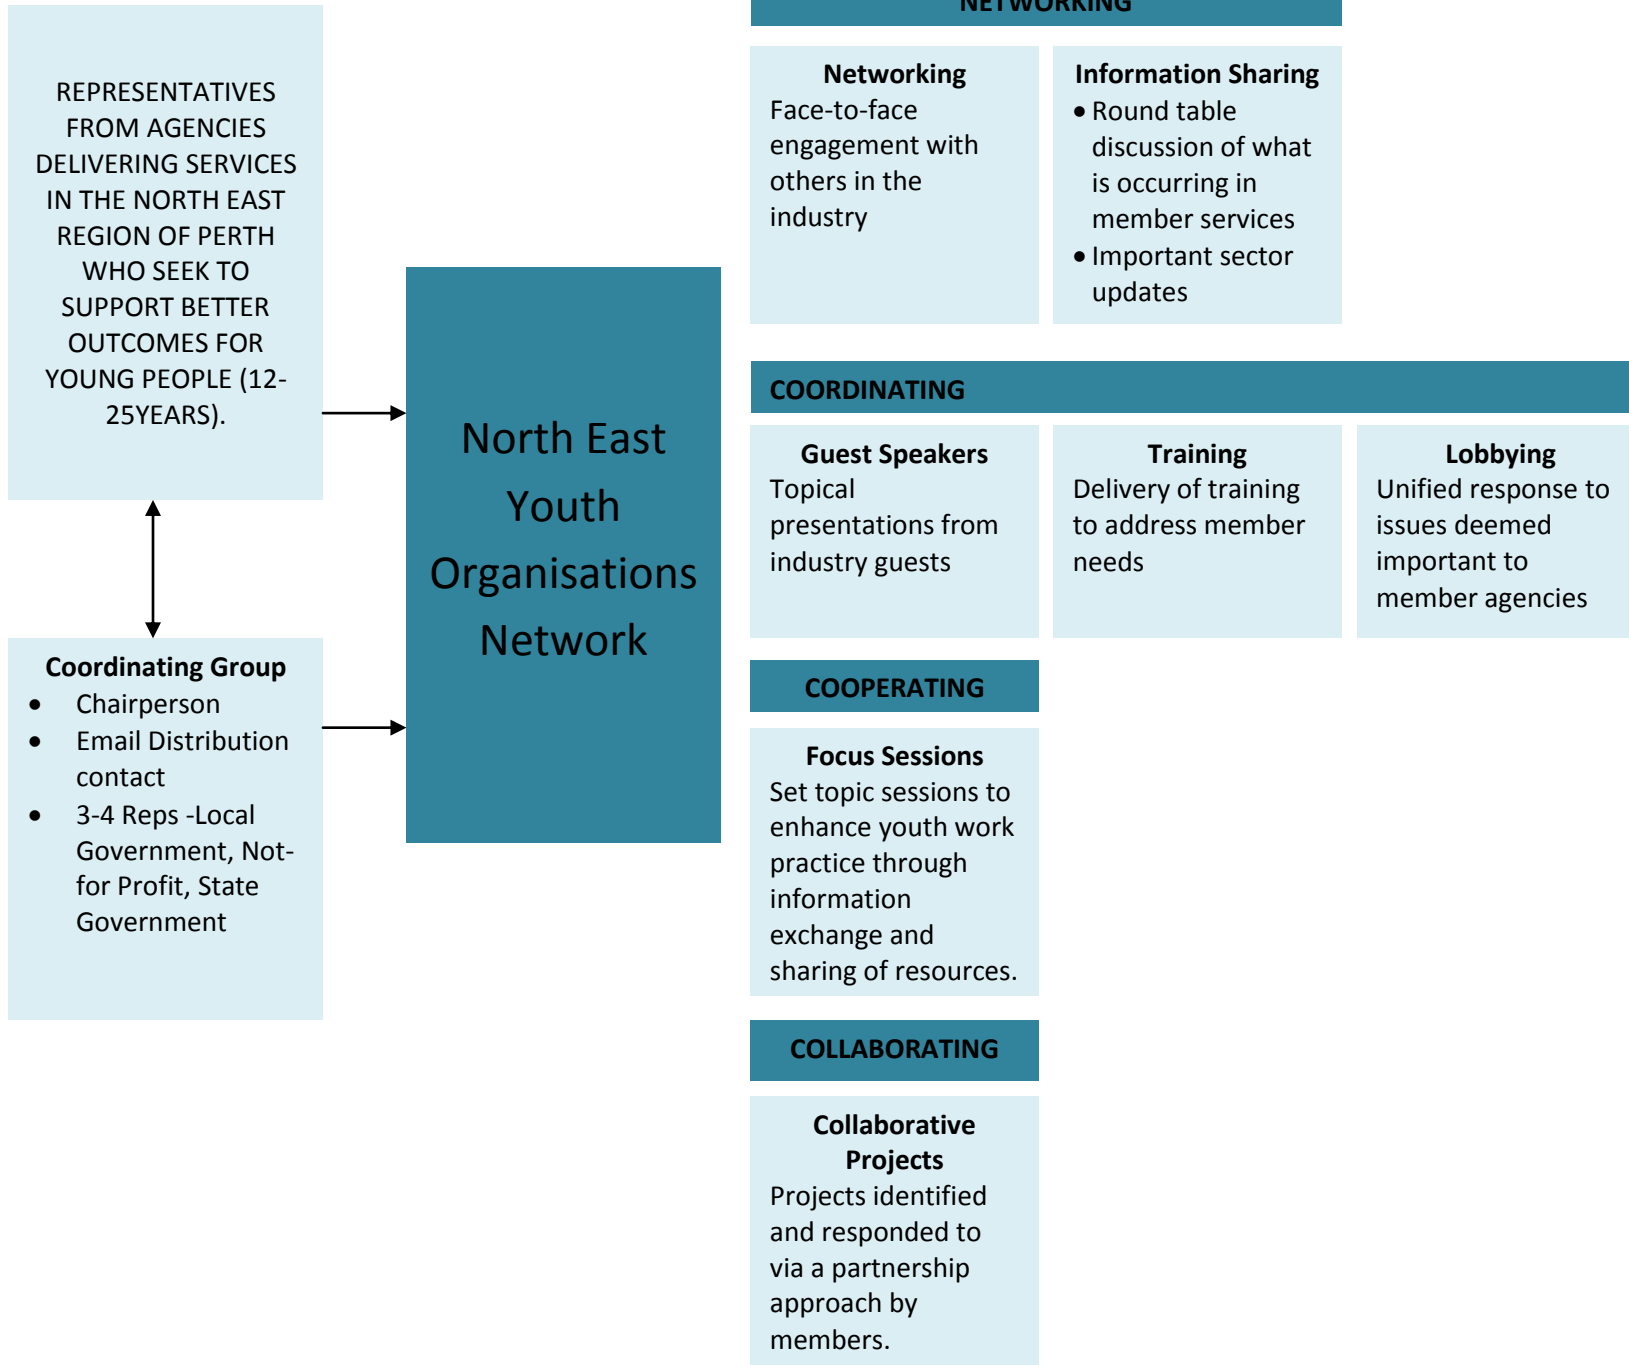 REPRESENTATIVES
FROM AGENCIES
DELIVERING SERVICES
IN THE NORTH EAST
REGION OF PERTH
WHO SEEK TO
SUPPORT BETTER
OUTCOMES FOR
YOUNG PEOPLE (12-
25YEARS).
Coordinating Group
• Chairperson
• Email Distribution
contact
• 3-4 Reps -Local
Government, Not-
for Profit, State
Government
North East
Youth
Organisations
Network
NETWORKING
Networking
Face-to-face
engagement with
others in the
industry
Information Sharing
• Round table
discussion of what
is occurring in
member services
• Important sector
updates
COORDINATING
Guest Speakers
Topical
presentations from
industry guests
Training
Delivery of training
to address member
needs
Lobbying
Unified response to
issues deemed
important to
member agencies
COOPERATING
Focus Sessions
Set topic sessions to
enhance youth work
practice through
information
exchange and
sharing of resources.
COLLABORATING
Collaborative
Projects
Projects identified
and responded to
via a partnership
approach by
members.